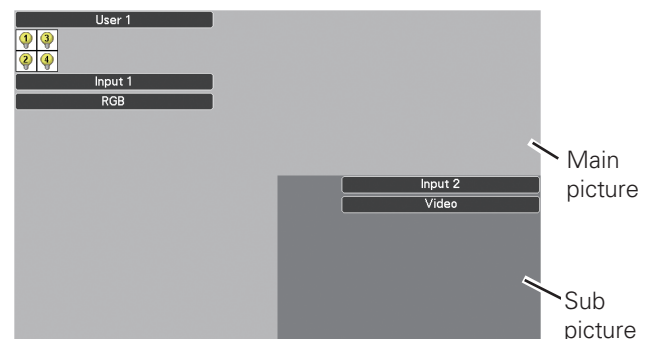 User 1
1 3
2 4
Input 1
RGB
Main
picture
Input 2
Video
Sub
picture